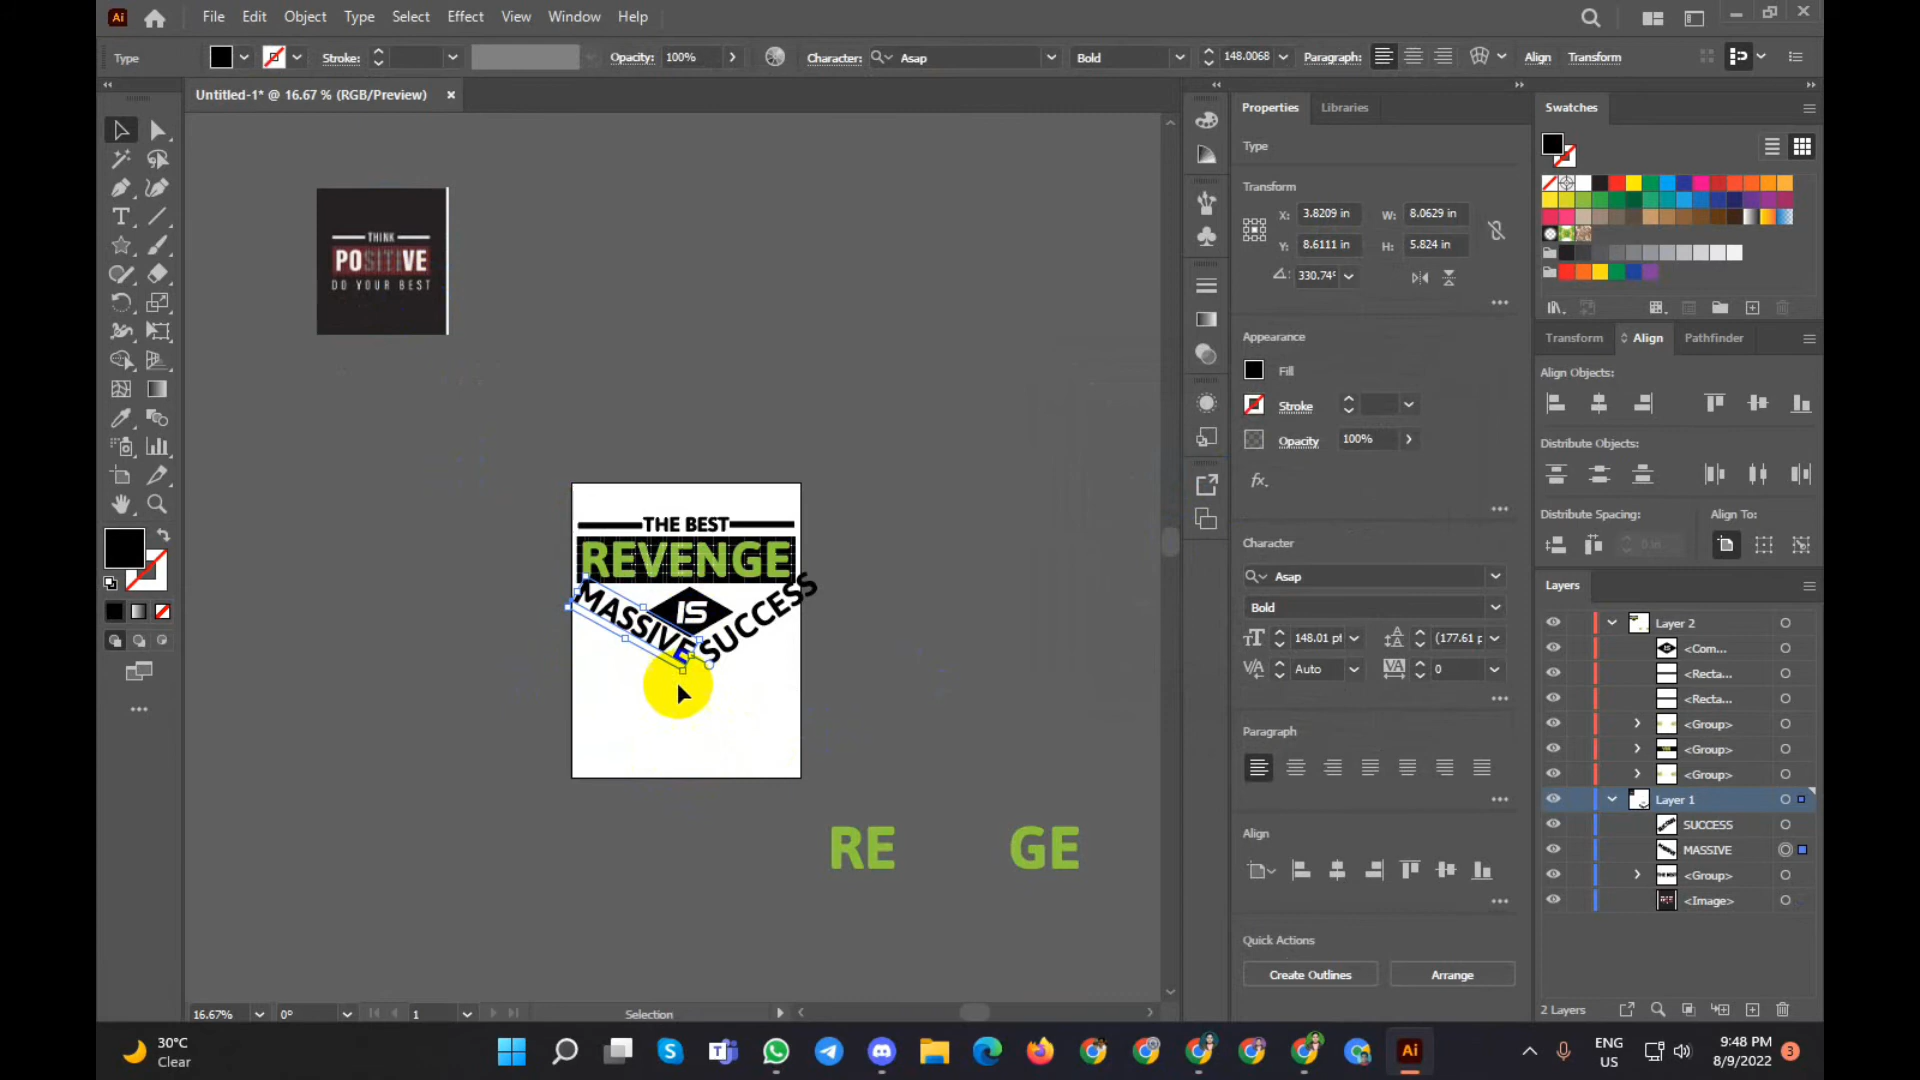 Ai File Edit Object Type Select Effect View Window Help
Type Stroke: Opacity: 100% Character: Asap Bold 148.0068 Paragraph: Align Transform
Untitled-1* @ 16.67 % (RGB/Preview)
Properties Libraries
Swatches
Type
Transform
X: 3.8209 in W: 8.0629 in
Y: 8.6111 in H: 5.824 in
330.74°
Appearance
Fill
Stroke
Opacity 100%
fx.
Character
Asap
Bold
148.01 pt (177.61 p
Auto 0
Paragraph
Align
Quick Actions
Create Outlines Arrange
Transform Align Pathfinder
Align Objects:
Distribute Objects:
Distribute Spacing: Align To:
0 in
Layers
Layer 2
<Com...
<Recta...
<Recta...
<Group>
<Group>
<Group>
Layer 1
SUCCESS
MASSIVE
<Group>
<Image>
2 Layers
THINK
POSITIVE
DO YOUR BEST
THE BEST
REVENGE
IS
MASSIVE SUCCESS
RE GE
16.67% 0° 1 Selection
30°C
Clear
Ai
ENG
US
9:48 PM
8/9/2022
3